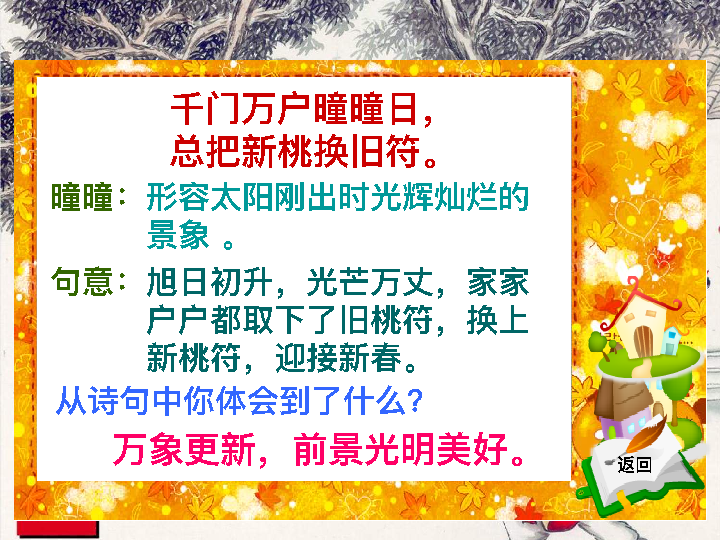 千门万户曈曈日，
总把新桃换旧符。
曈曈：形容太阳刚出时光辉灿烂的
景象 。
句意：旭日初升，光芒万丈，家家
户户都取下了旧桃符，换上
新桃符，迎接新春。
从诗句中你体会到了什么？
万象更新，前景光明美好。
返回